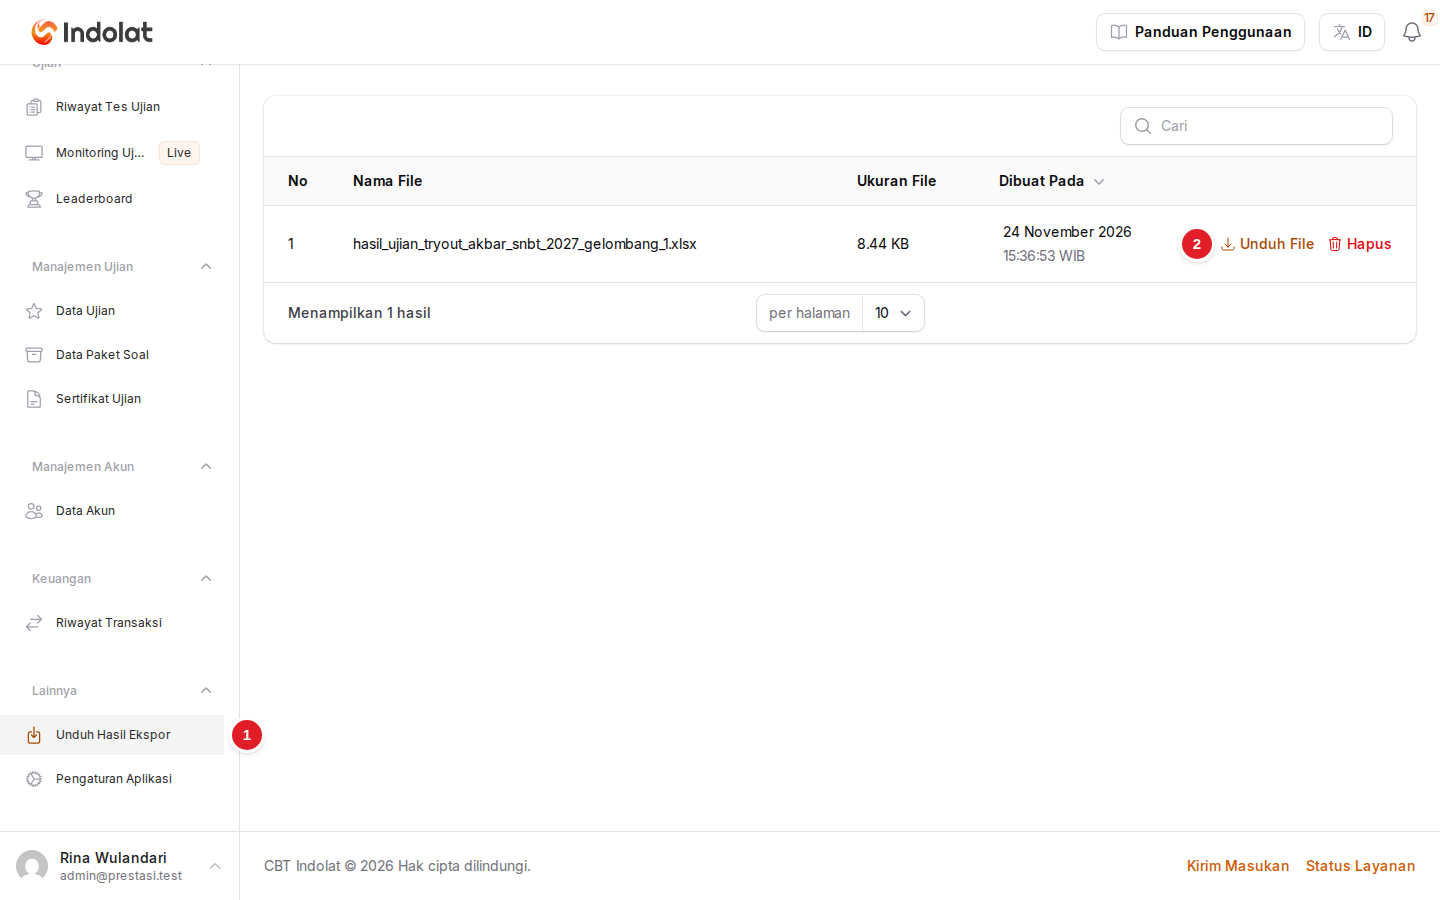 Indolat
Panduan Penggunaan
ID
17
Ujian
Riwayat Tes Ujian
Monitoring Uj...
Live
Leaderboard
Manajemen Ujian
Data Ujian
Data Paket Soal
Sertifikat Ujian
Manajemen Akun
Data Akun
Keuangan
Riwayat Transaksi
Lainnya
Unduh Hasil Ekspor
1
Pengaturan Aplikasi
Rina Wulandari
admin@prestasi.test
Cari
No
Nama File
Ukuran File
Dibuat Pada
1
hasil_ujian_tryout_akbar_snbt_2027_gelombang_1.xlsx
8.44 KB
24 November 2026
15:36:53 WIB
2
Unduh File
Hapus
Menampilkan 1 hasil
per halaman
10
CBT Indolat © 2026 Hak cipta dilindungi.
Kirim Masukan
Status Layanan